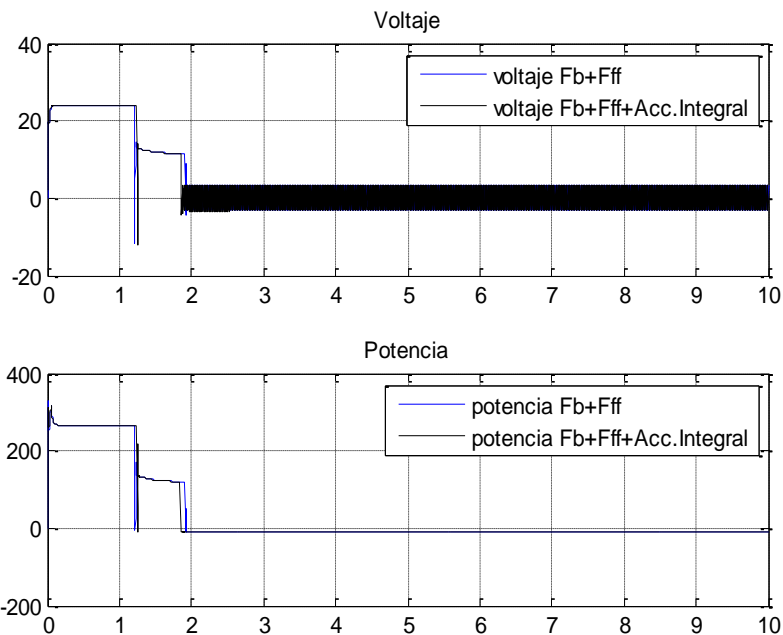 Voltaje
40
20
0
-20
voltaje Fb+Fff
voltaje Fb+Fff+Acc.Integral
0 1 2 3 4 5 6 7 8 9 10
Potencia
400
200
0
-200
potencia Fb+Fff
potencia Fb+Fff+Acc.Integral
0 1 2 3 4 5 6 7 8 9 10